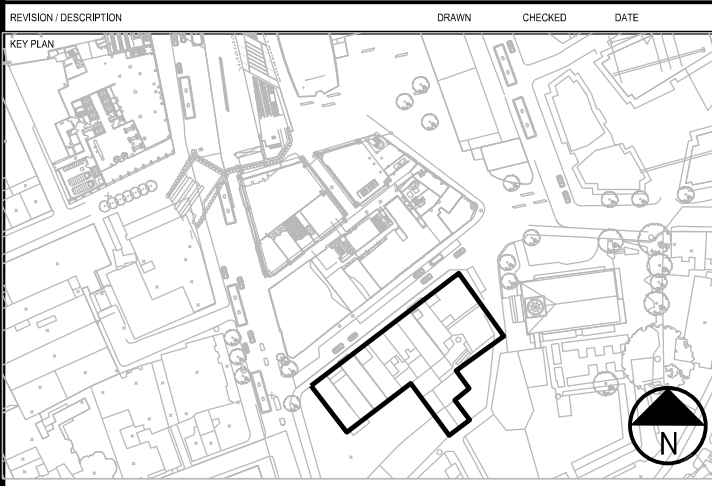 REVISION / DESCRIPTION DRAWN CHECKED DATE
KEY PLAN
N